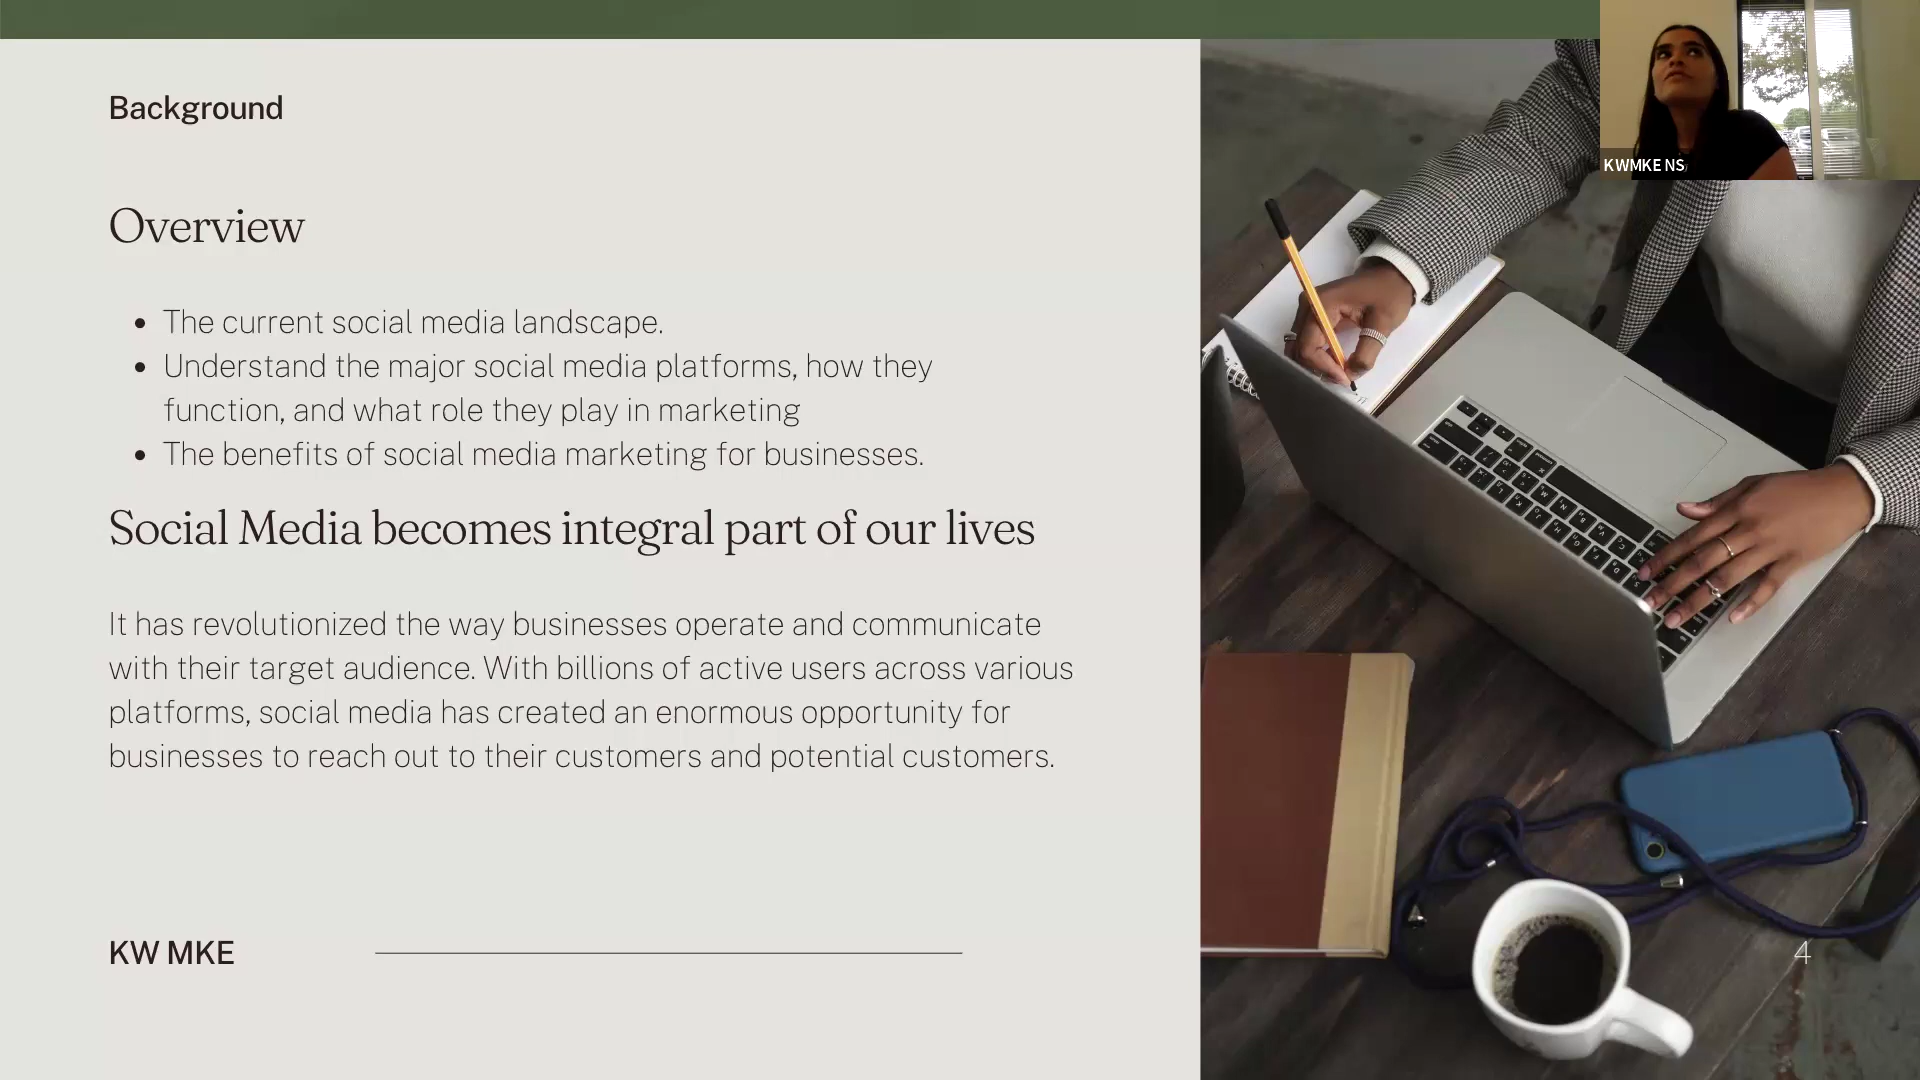 Background
KWMKE NS
Overview
The current social media landscape.
Understand the major social media platforms, how they
function, and what role they play in marketing
The benefits of social media marketing for businesses.
Social Media becomes integral part of our lives
It has revolutionized the way businesses operate and communicate
with their target audience. With billions of active users across various
platforms, social media has created an enormous opportunity for
businesses to reach out to their customers and potential customers.
KW MKE
4